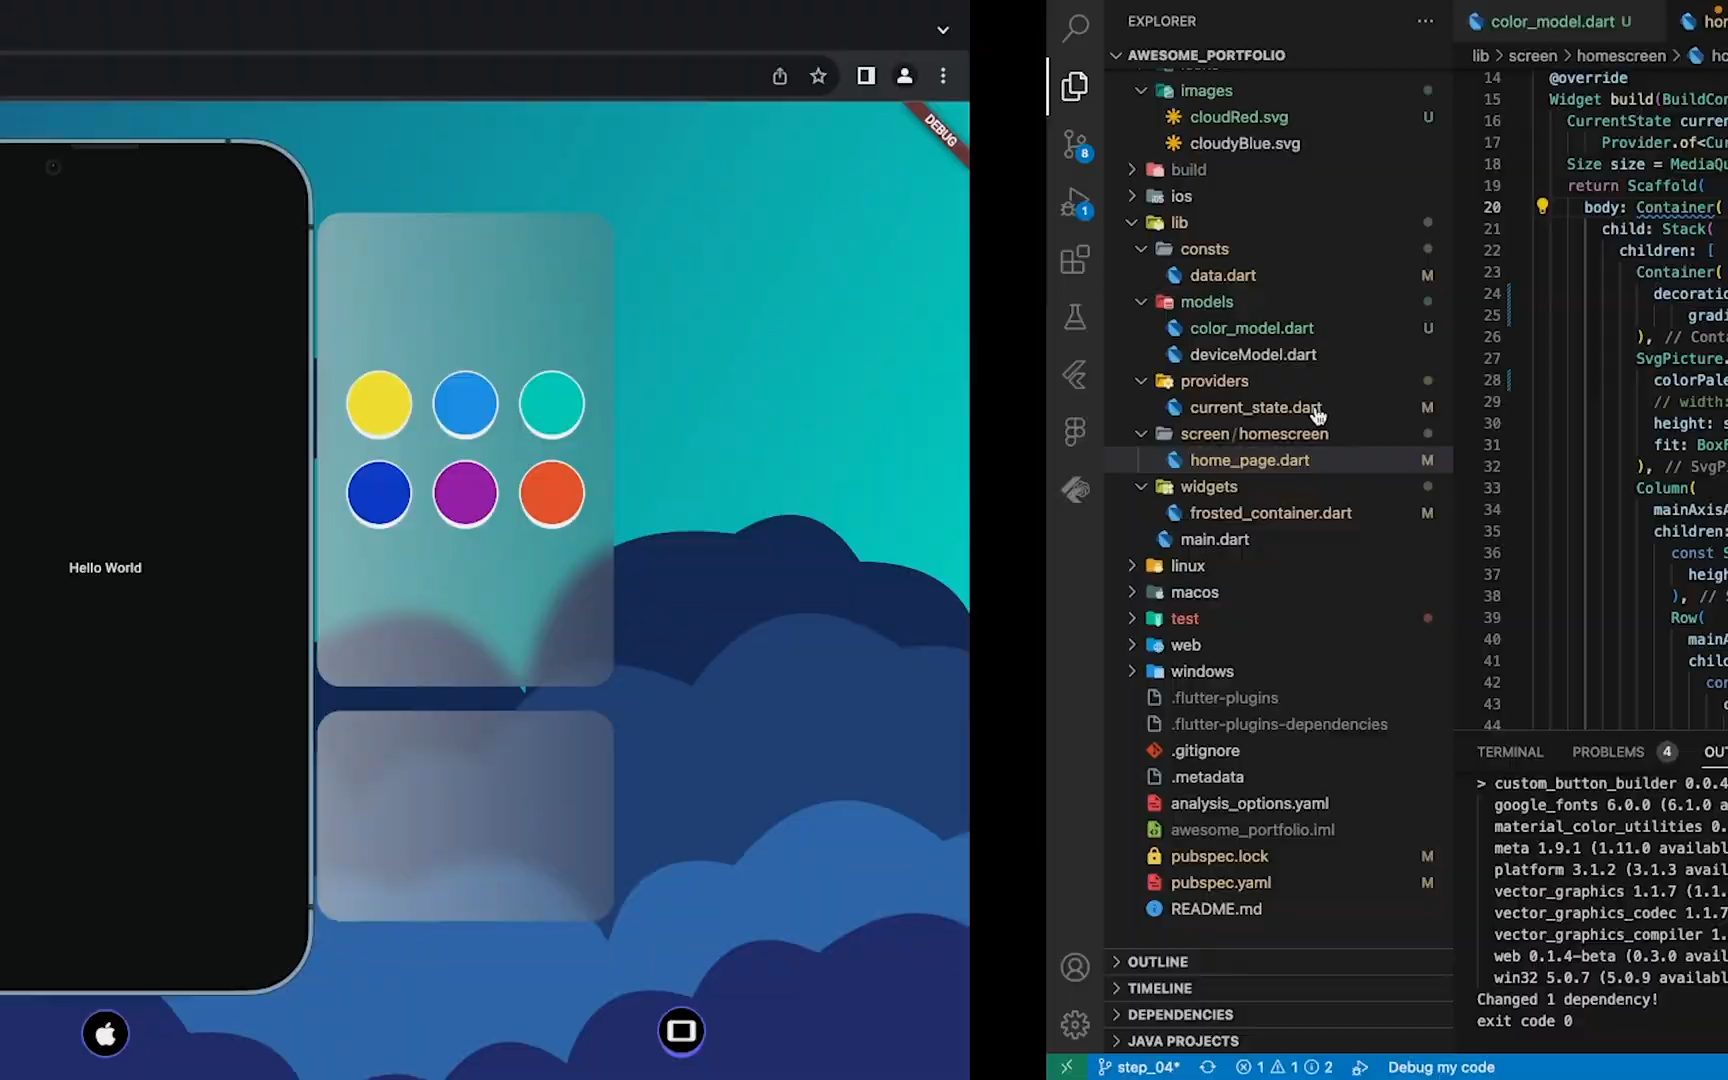 DEBUG
Hello World
8
1
EXPLORER
AWESOME_PORTFOLIO
images
cloudRed.svg U
cloudyBlue.svg
build
ios
lib
consts
data.dart M
models
color_model.dart U
deviceModel.dart
providers
current_state.dart M
screen/homescreen
home_page.dart M
widgets
frosted_container.dart M
main.dart
linux
macos
test
web
windows
.flutter-plugins
.flutter-plugins-dependencies
.gitignore
.metadata
analysis_options.yaml
awesome_portfolio.iml
pubspec.lock M
pubspec.yaml M
README.md
OUTLINE
TIMELINE
DEPENDENCIES
JAVA PROJECTS
color_model.dart U
lib > screen > homescreen >
14 @override
15 Widget build(BuildCon
16 CurrentState curren
17 Provider.of<Cu
18 Size size = MediaQu
19 return Scaffold(
20 body: Container(
21 child: Stack(
22 children: [
23 Container(
24 decoratio
25 gradi
26 ), // Conta
27 SvgPicture.
28 colorPale
29 // width:
30 height: s
31 fit: BoxF
32 ), // SvgP
33 Column(
34 mainAxisA
35 children:
36 const S
37 heigh
38 ), // S
39 Row(
40 mainA
41 chil
42 co
43
44
TERMINAL PROBLEMS 4 OU
> custom_button_builder 0.0.4
google_fonts 6.0.0 (6.1.0 a
material_color_utilities 0.
meta 1.9.1 (1.11.0 availabl
platform 3.1.2 (3.1.3 avail
vector_graphics 1.1.7 (1.1.
vector_graphics_codec 1.1.7
vector_graphics_compiler 1.
web 0.1.4-beta (0.3.0 avail
win32 5.0.7 (5.0.9 availabl
Changed 1 dependency!
exit code 0
step_04* 1 1 2 Debug my code